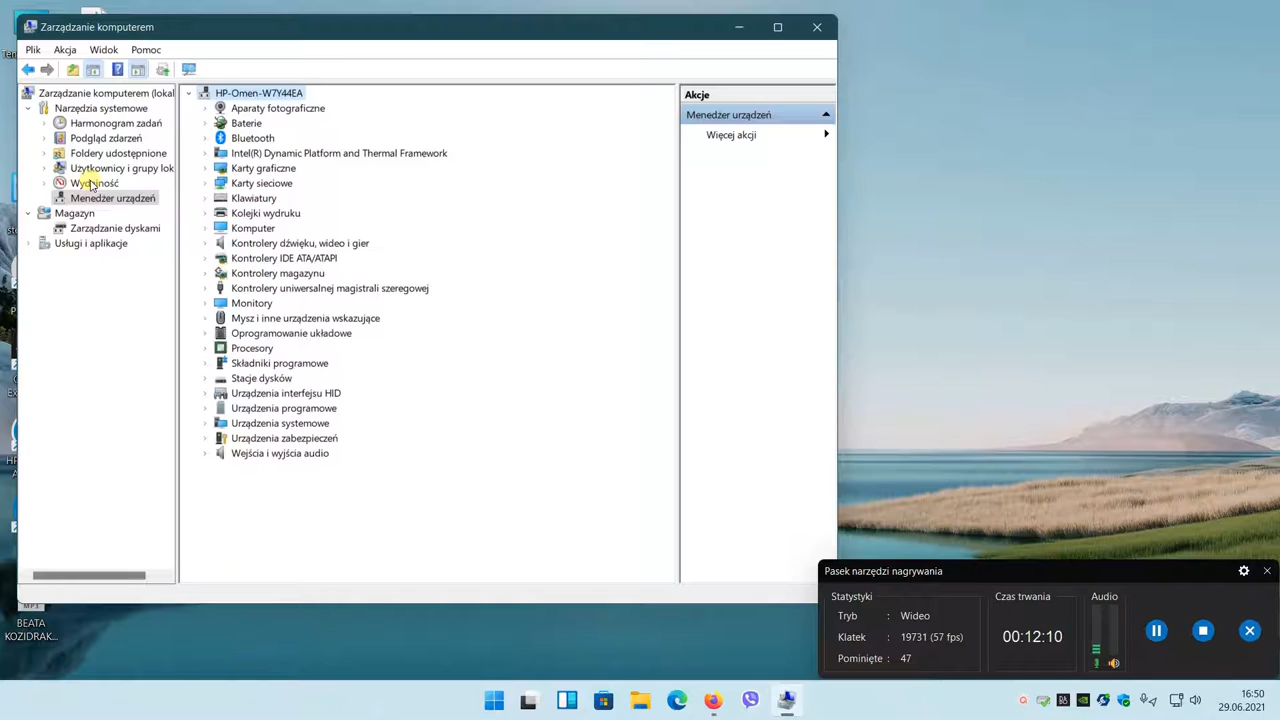 Zarządzanie komputerem
Plik Akcja Widok Pomoc
Zarządzanie komputerem (lokal
Narzędzia systemowe
Harmonogram zadań
Podgląd zdarzeń
Foldery udostępnione
Użytkownicy i grupy lok
Menedżer urządzeń
Magazyn
Zarządzanie dyskami
Usługi i aplikacje
HP-Omen-W7Y44EA
Aparaty fotograficzne
Baterie
Bluetooth
Intel(R) Dynamic Platform and Thermal Framework
Karty graficzne
Karty sieciowe
Klawiatury
Kolejki wydruku
Komputer
Kontrolery dźwięku, wideo i gier
Kontrolery IDE ATA/ATAPI
Kontrolery magazynu
Kontrolery uniwersalnej magistrali szeregowej
Monitory
Mysz i inne urządzenia wskazujące
Oprogramowanie układowe
Procesory
Składniki programowe
Stacje dysków
Urządzenia interfejsu HID
Urządzenia programowe
Urządzenia systemowe
Urządzenia zabezpieczeń
Wejścia i wyjścia audio
Akcje
Menedżer urządzeń
Więcej akcji
BEATA
KOZIDRAK...
Pasek narzędzi nagrywania
Statystyki
Tryb : Wideo
Klatek : 19731 (57 fps)
Pominięte : 47
Czas trwania
00:12:10
Audio
16:50
29.06.2021